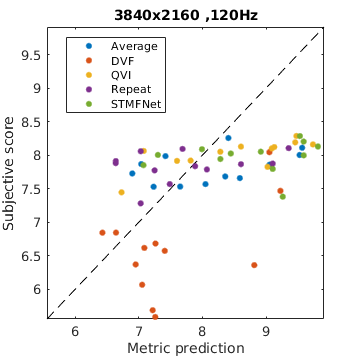 3840x2160 ,120Hz
Average
DVF
QVI
Repeat
STMFNet
9.5
9
8.5
8
7.5
7
6.5
6
Subjective score
6
7
8
9
Metric prediction